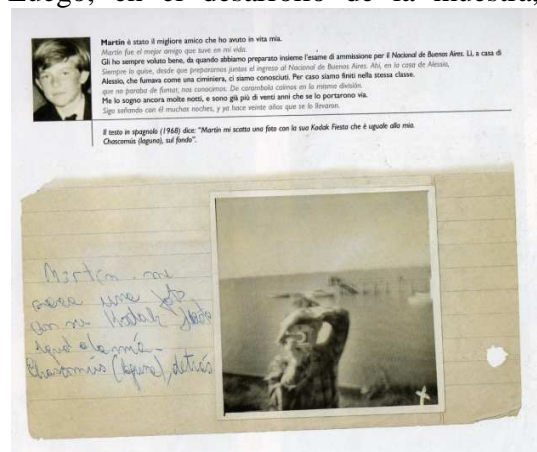 Luego, en el desarrollo de la muestra,
Martín è stato il migliore amico che ho avuto in vita mia.
Martín fue el mejor amigo que tuve en mi vida.
Gli ho sempre voluto bene, da quando abbiamo preparato insieme l'esame di ammissione per il Nacional de Buenos Aires. Lì, a casa di
Siempre lo quise, desde que preparamos juntos el ingreso al Nacional de Buenos Aires. Ahí, en la casa de Alessio,
Alessio, che fumava come una ciminiera, ci siamo conosciuti. Per caso siamo finiti nella stessa classe.
que no paraba de fumar, nos conocimos. De carambola caímos en la misma división.
Me lo sogno ancora molte notti, e sono già più di venti anni che se lo portarono via.
Sigo soñando con él muchas noches, y ya hace veinte años que se lo llevaron.
Il testo in spagnolo (1968) dice: "Martín mi scatta una foto con la sua Kodak Fiesta che è uguale alla mia.
Chascomús (laguna), sul fondo".
Martín me
saca una foto
con su Kodak fiesta
igual a la mía.
Chascomús (laguna), detrás